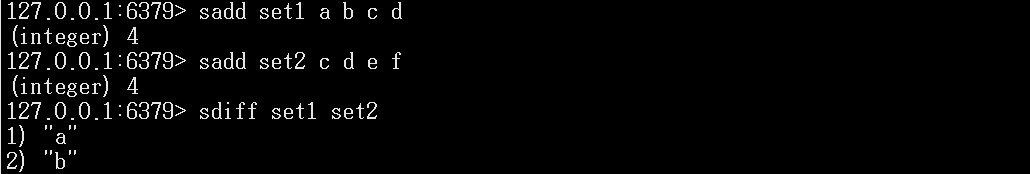 127.0.0.1:6379> sadd set1 a b c d
(integer) 4
127.0.0.1:6379> sadd set2 c d e f
(integer) 4
127.0.0.1:6379> sdiff set1 set2
1) "a"
2) "b"